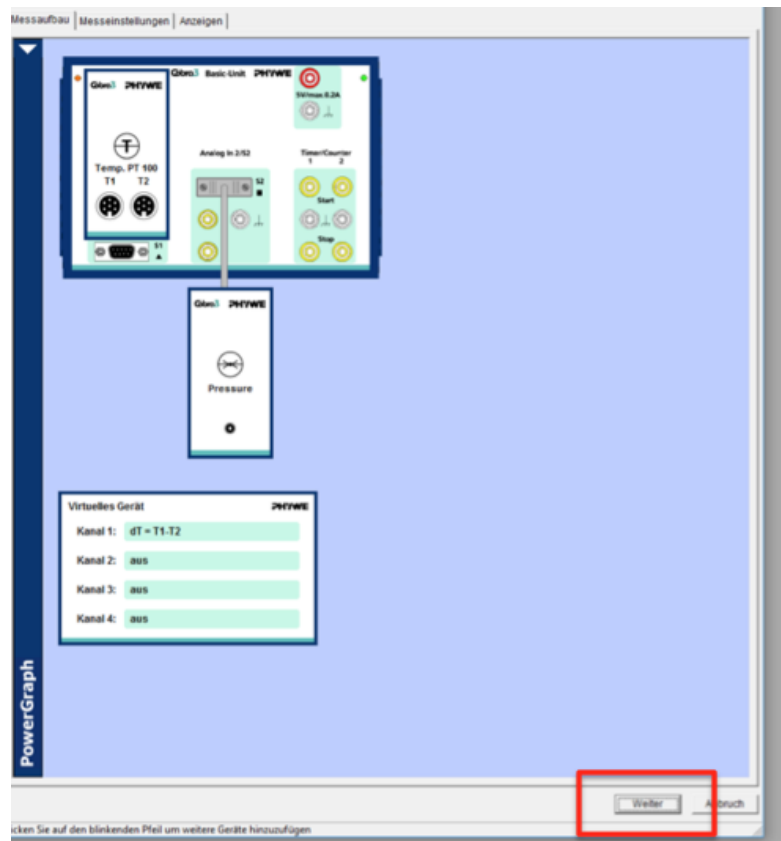 Messaufbau | Messeinstellungen | Anzeigen |
Cobra3 Basic-Unit PHYWE
Cobra3 PHYWE
5V/max 0.2A
Analog In 2/S2
Timer/Counter
1 2
Temp. PT 100
T1 T2
S2
Start
Stop
S1
Cobra3 PHYWE
Pressure
Virtuelles Gerät PHYWE
Kanal 1: dT = T1-T2
Kanal 2: aus
Kanal 3: aus
Kanal 4: aus
PowerGraph
Weiter
bruch
cken Sie auf den blinkenden Pfeil um weitere Geräte hinzuzufügen